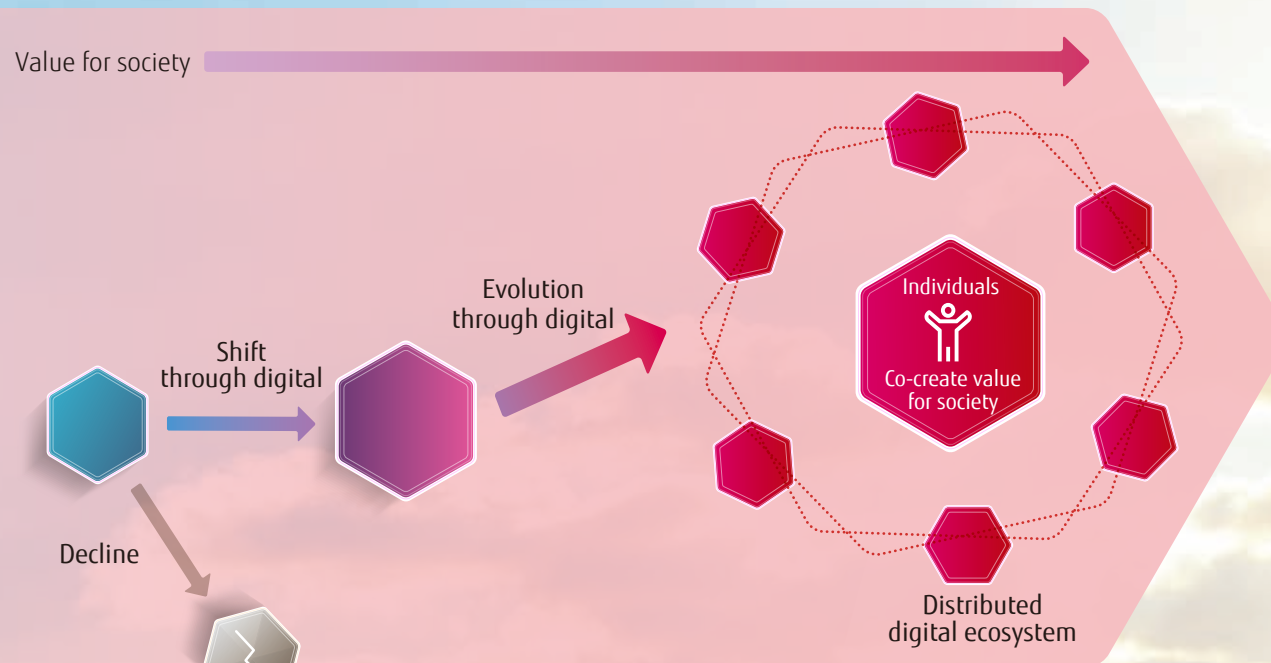 Value for society
Evolution
through digital
Shift
through digital
Individuals
Co-create value
for society
Decline
Distributed
digital ecosystem